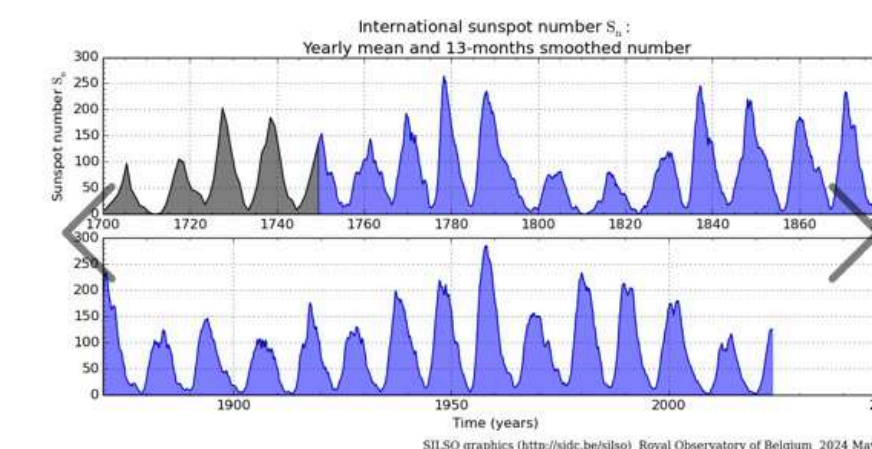 International sunspot number Sn :
Yearly mean and 13-months smoothed number
Sunspot number Sn
300
250
200
150
100
50
0
1700 1720 1740 1760 1780 1800 1820 1840 1860
300
250
200
150
100
50
0
1900 1950 2000
Time (years)
SILSO graphics (http://sidc.be/silso) Royal Observatory of Belgium 2024